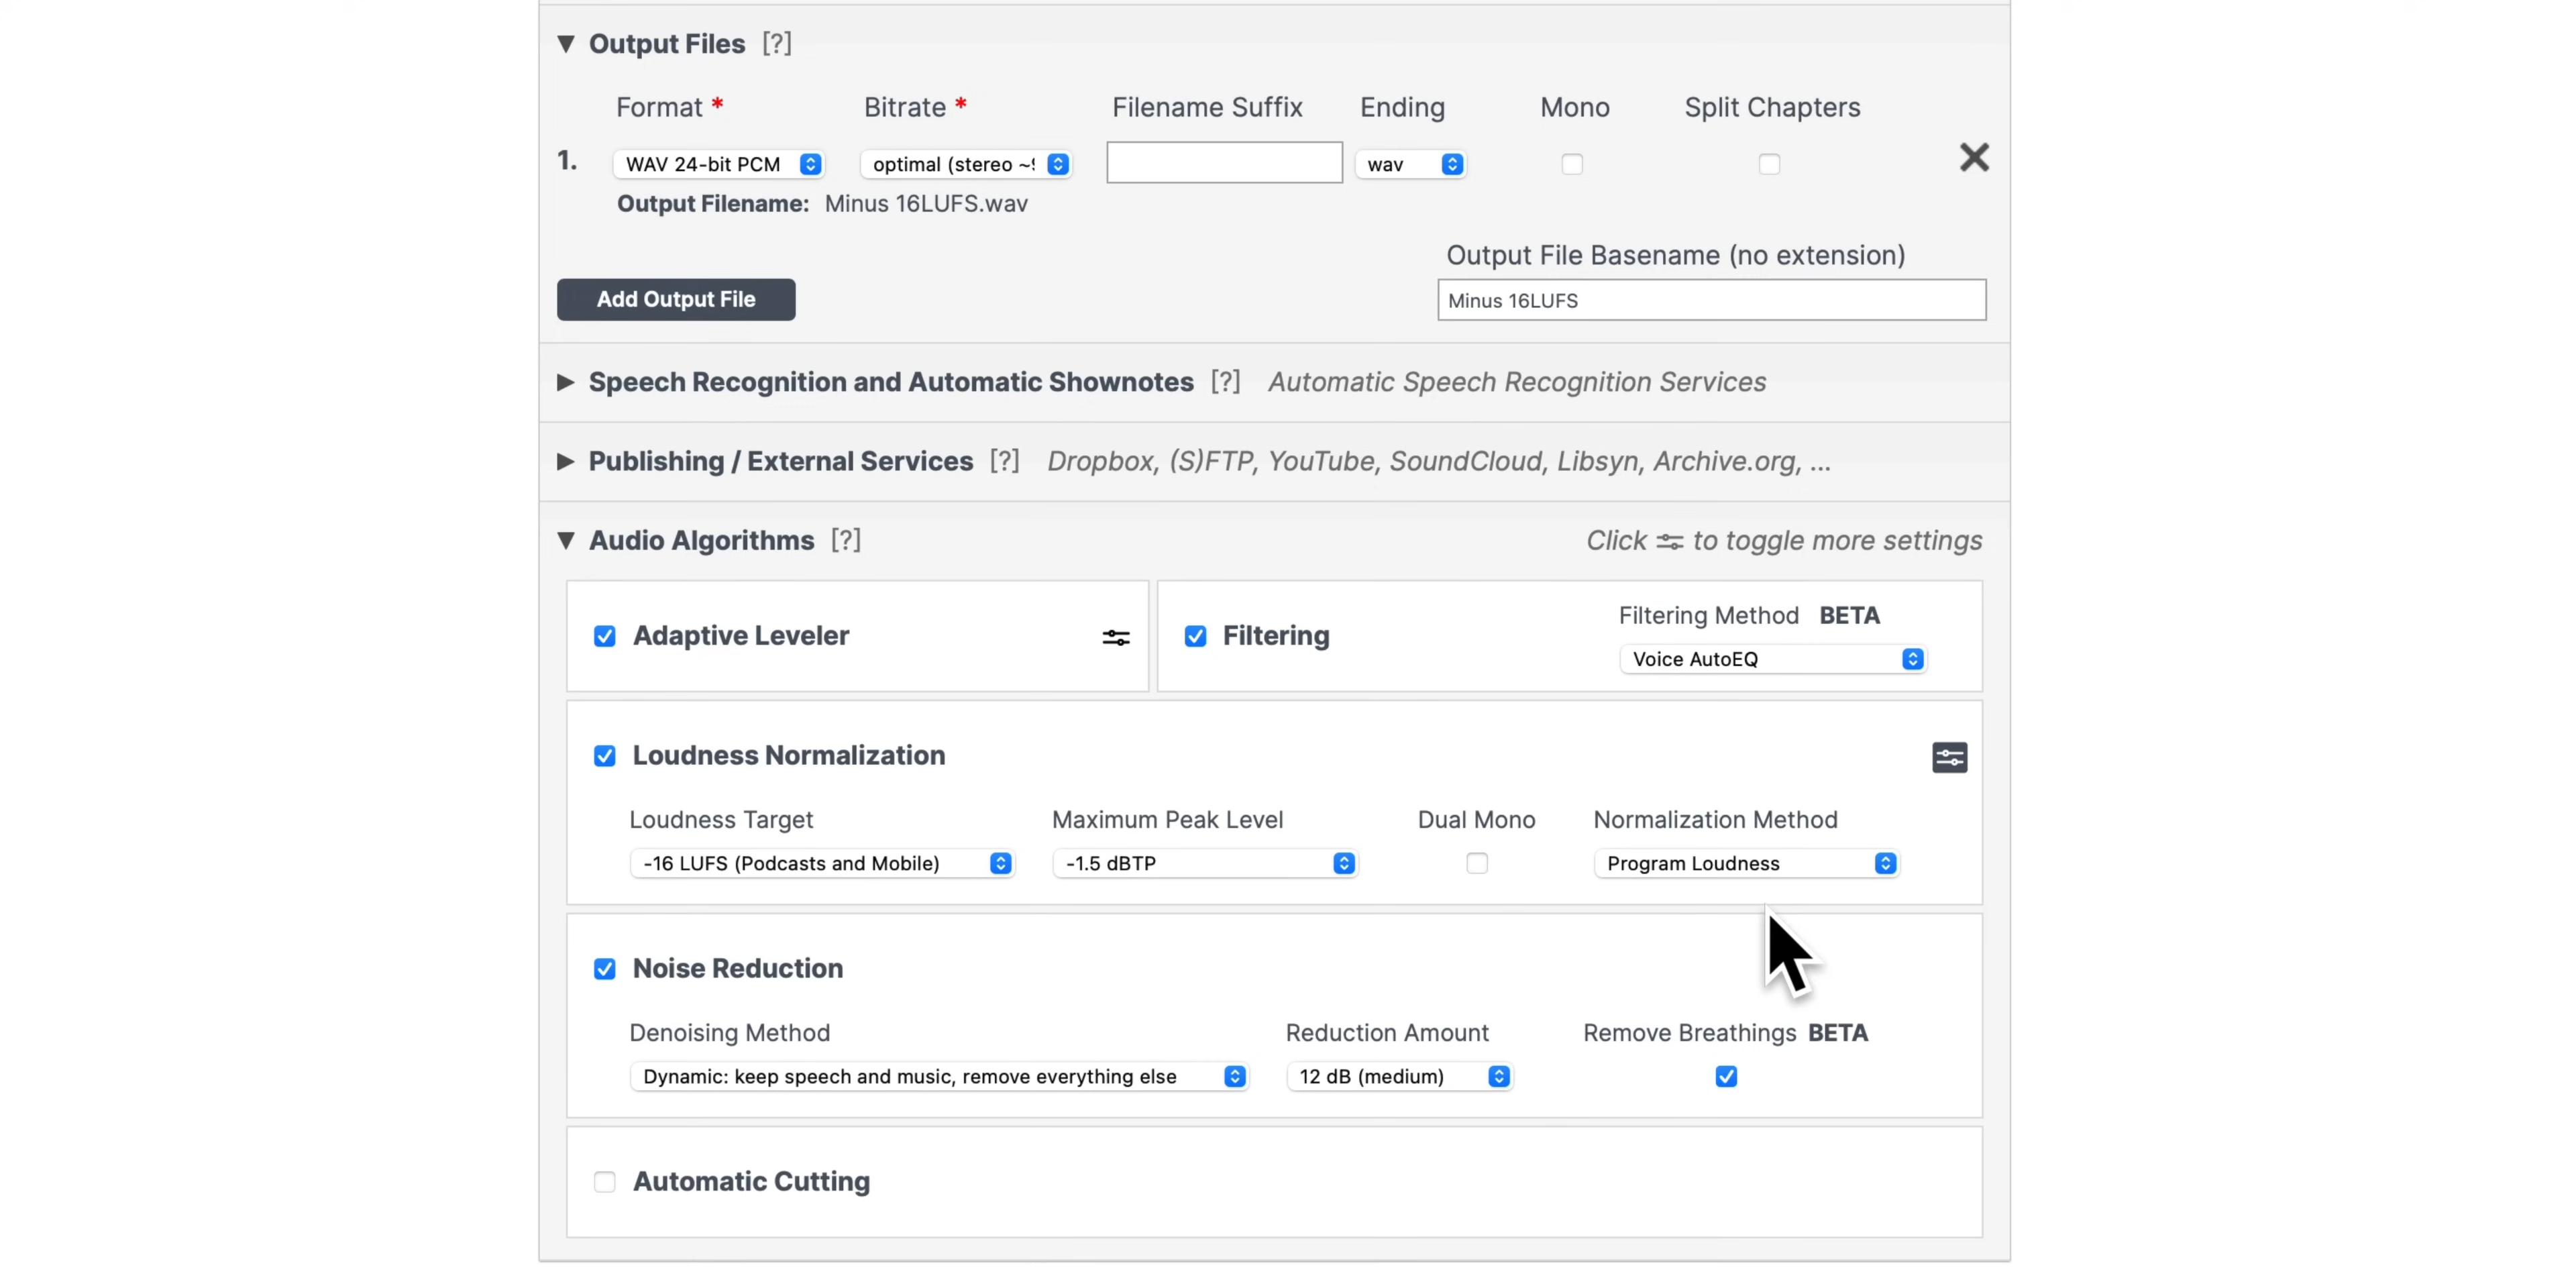 Output Files [?]
Format * Bitrate * Filename Suffix Ending Mono Split Chapters
1. WAV 24-bit PCM optimal (stereo ~ wav
Output Filename: Minus 16LUFS.wav
Output File Basename (no extension)
Add Output File Minus 16LUFS
Speech Recognition and Automatic Shownotes [?] Automatic Speech Recognition Services
Publishing / External Services [?] Dropbox, (S)FTP, YouTube, SoundCloud, Libsyn, Archive.org, ...
Audio Algorithms [?] Click to toggle more settings
Adaptive Leveler
Filtering
Filtering Method BETA
Voice AutoEQ
Loudness Normalization
Loudness Target Maximum Peak Level Dual Mono Normalization Method
-16 LUFS (Podcasts and Mobile) -1.5 dBTP Program Loudness
Noise Reduction
Denoising Method Reduction Amount Remove Breathings BETA
Dynamic: keep speech and music, remove everything else 12 dB (medium)
Automatic Cutting